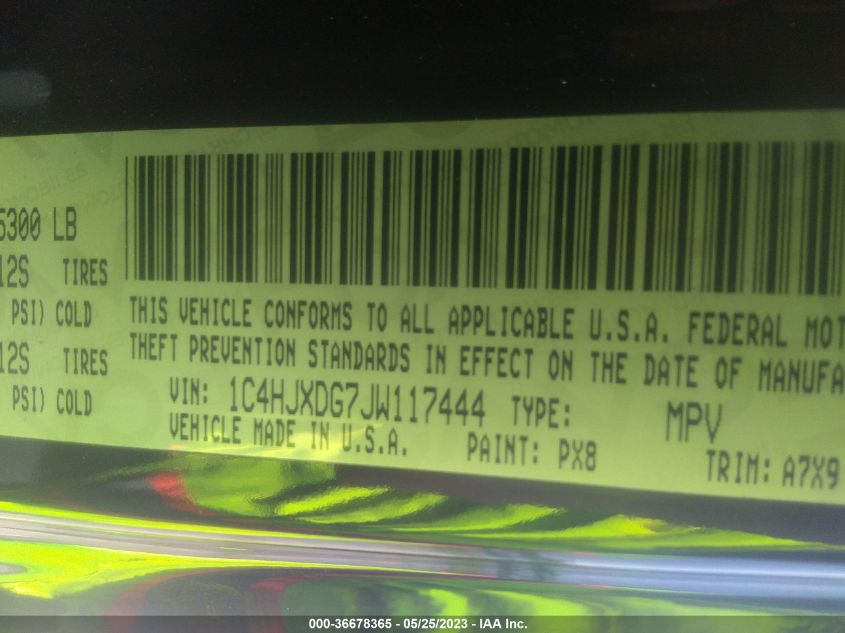 5300 LB
12S TIRES
PSI) COLD
12S TIRES
PSI) COLD
THIS VEHICLE CONFORMS TO ALL APPLICABLE U.S.A. FEDERAL MOT
THEFT PREVENTION STANDARDS IN EFFECT ON THE DATE OF MANUFA
VIN: 1C4HJXDG7JW117444 TYPE: MPV
VEHICLE MADE IN U.S.A. PAINT: PX8 TRIM: A7X9
000-36678365 - 05/25/2023 - IAA Inc.